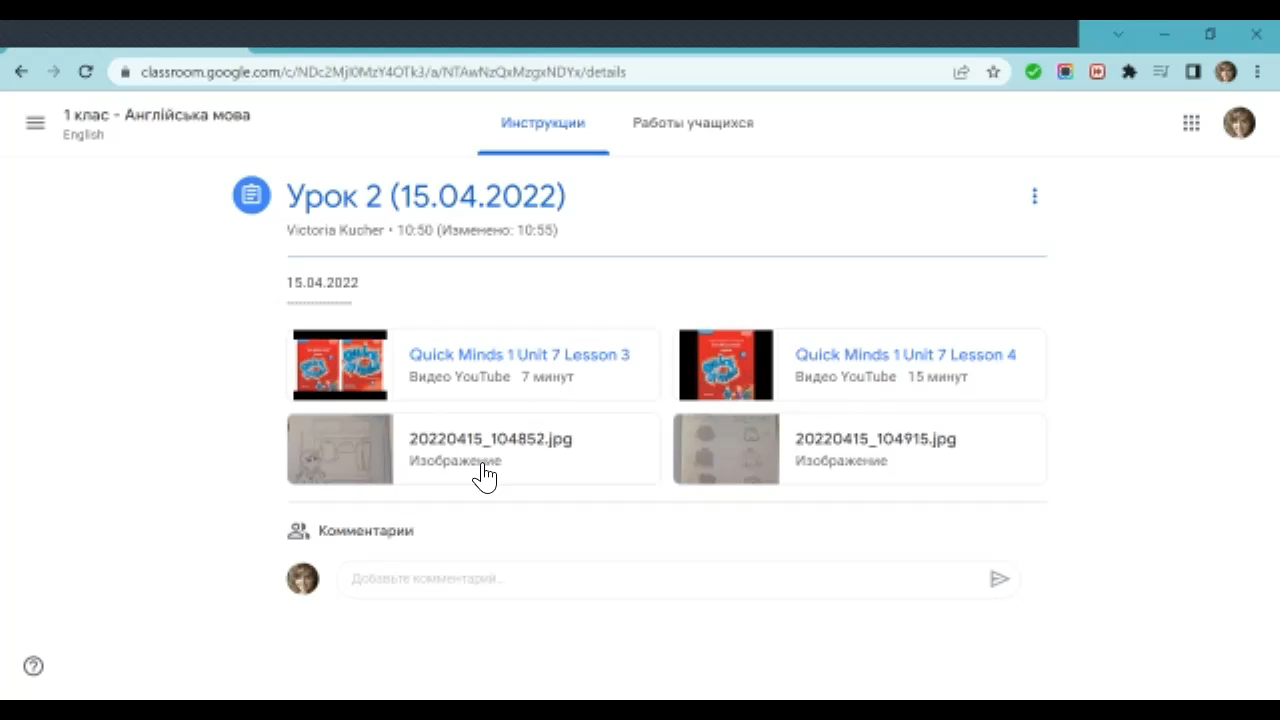 classroom.google.com/c/NDc2MjI0MzY4OTk3/a/NTAwNzQxMzgxNDYx/details
1 клас - Англійська мова
English
Инструкции
Работы учащихся
Урок 2 (15.04.2022)
Victoria Kucher • 10:50 (Изменено: 10:55)
15.04.2022
Quick Minds 1 Unit 7 Lesson 3
Видео YouTube 7 минут
Quick Minds 1 Unit 7 Lesson 4
Видео YouTube 15 минут
20220415_104852.jpg
Изображение
20220415_104915.jpg
Изображение
Комментарии
Добавьте комментарий...